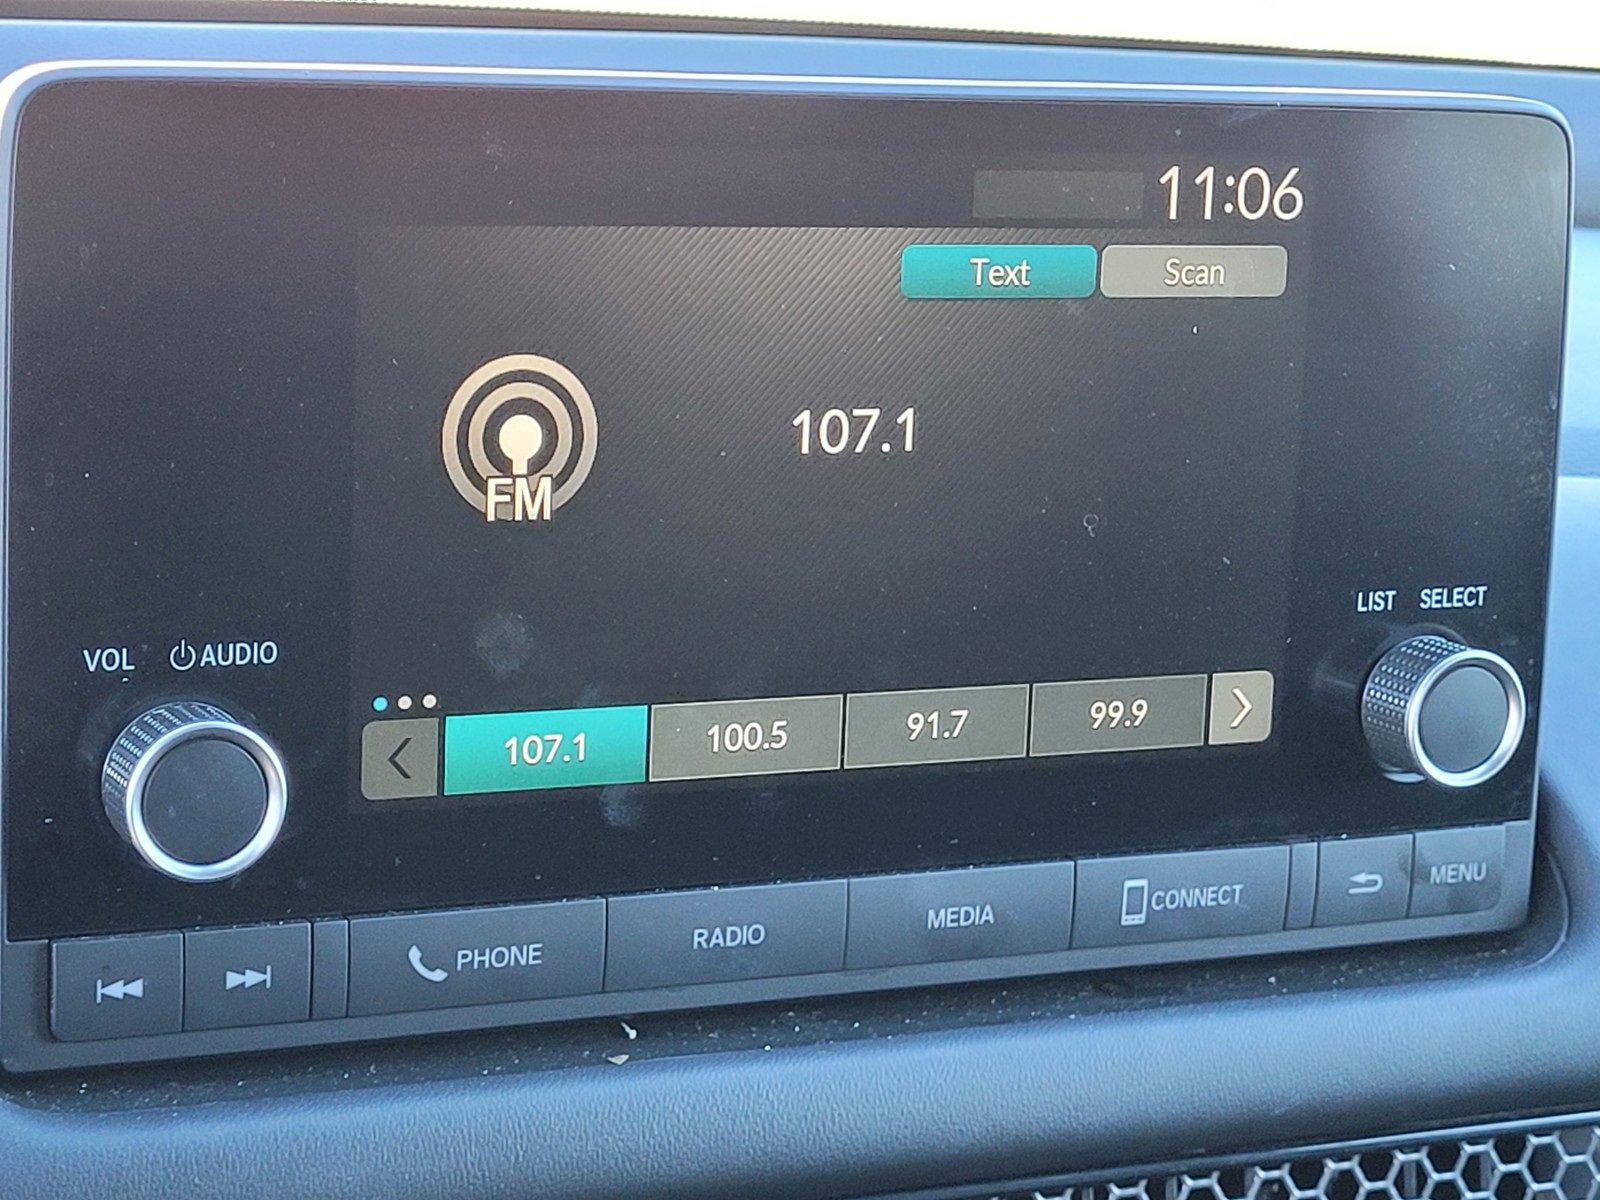 11:06
Text Scan
107.1
FM
LIST SELECT
VOL AUDIO
107.1 100.5 91.7 99.9
PHONE RADIO MEDIA CONNECT MENU